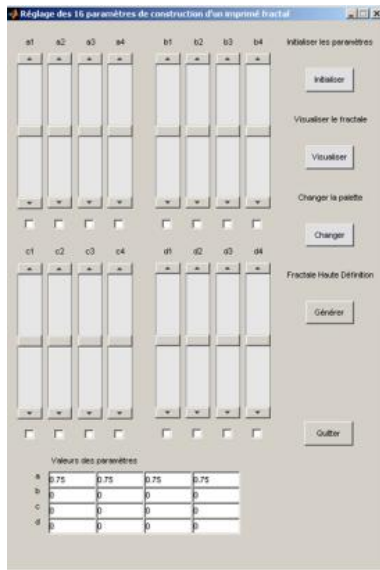 Réglage des 16 paramètres de construction d'un imprimé fractal
a1 a2 a3 a4 b1 b2 b3 b4 Initialiser les paramètres
Initialiser
Visualiser le fractale
Visualiser
Changer la palette
Changer
c1 c2 c3 c4 d1 d2 d3 d4 Fractale Haute Définition
Générer
Quitter
Valeurs des paramètres
a 0.75 0.75 0.75 0.75
b 0 0 0 0
c 0 0 0 0
d 0 0 0 0